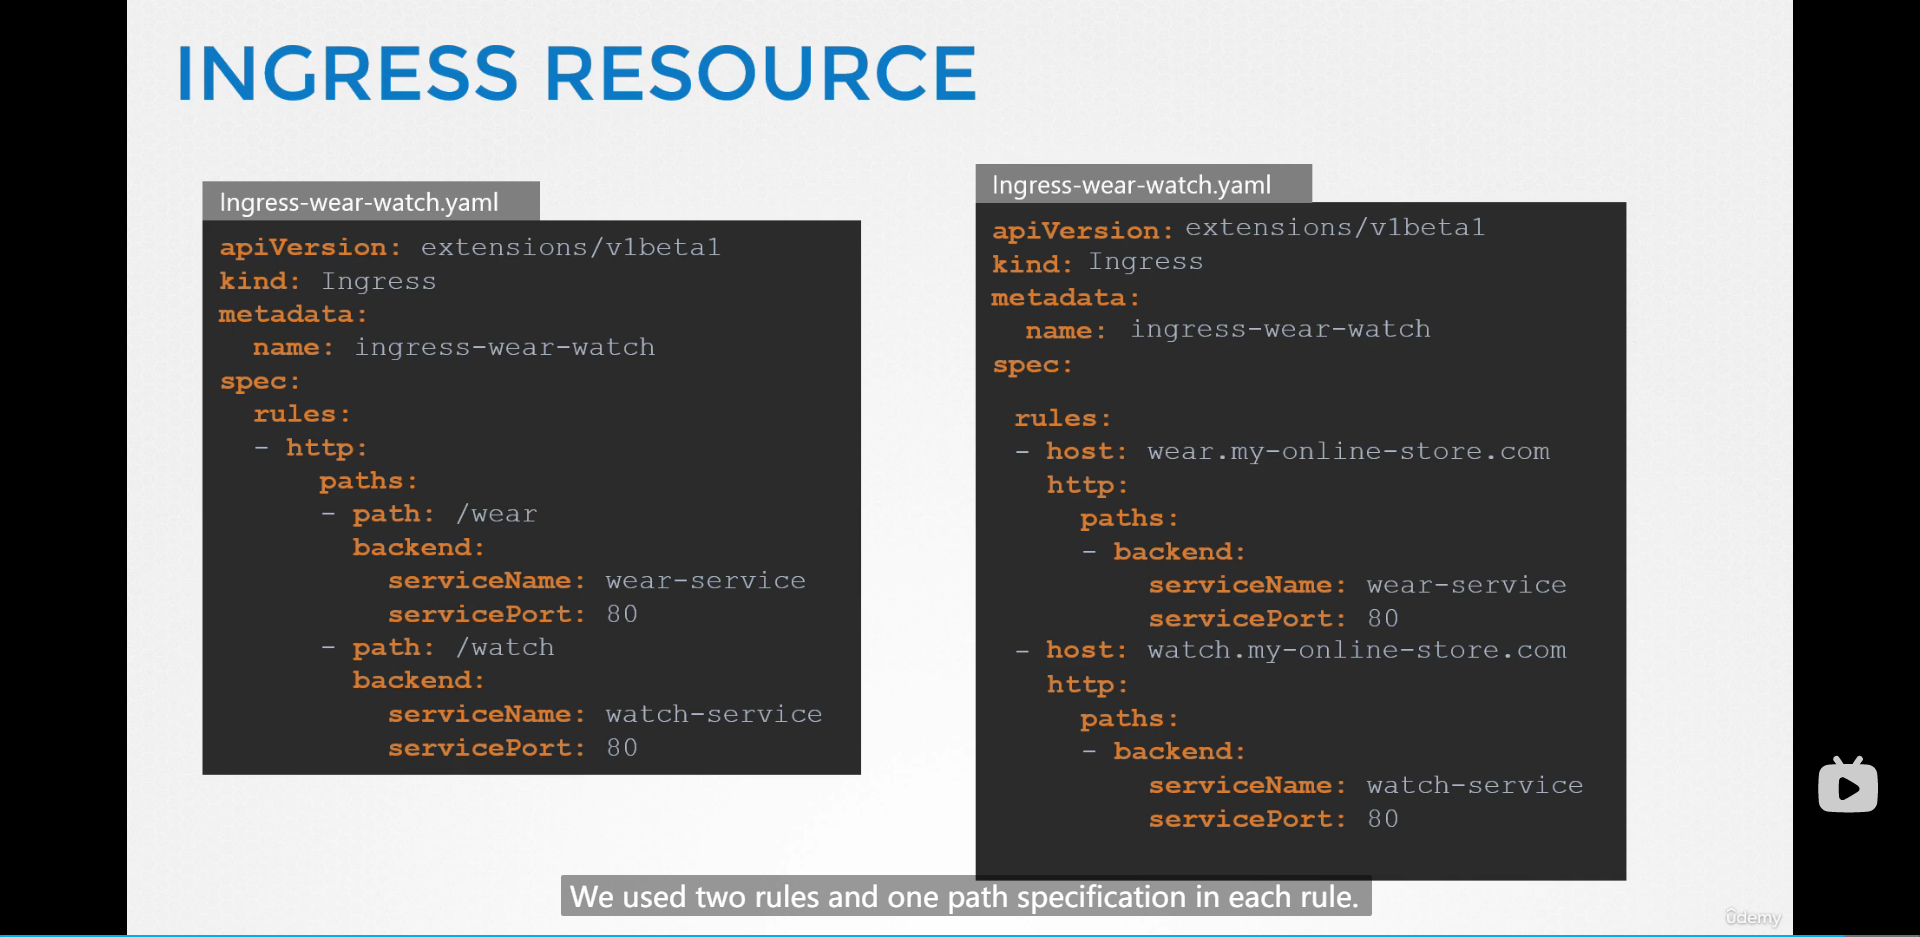 INGRESS RESOURCE
Ingress-wear-watch.yaml
apiVersion: extensions/v1beta1
kind: Ingress
metadata:
  name: ingress-wear-watch
spec:
  rules:
  - http:
      paths:
      - path: /wear
        backend:
          serviceName: wear-service
          servicePort: 80
      - path: /watch
        backend:
          serviceName: watch-service
          servicePort: 80
Ingress-wear-watch.yaml
apiVersion: extensions/v1beta1
kind: Ingress
metadata:
  name: ingress-wear-watch
spec:
  rules:
  - host: wear.my-online-store.com
    http:
      paths:
      - backend:
          serviceName: wear-service
          servicePort: 80
  - host: watch.my-online-store.com
    http:
      paths:
      - backend:
          serviceName: watch-service
          servicePort: 80
We used two rules and one path specification in each rule.
ûdemy